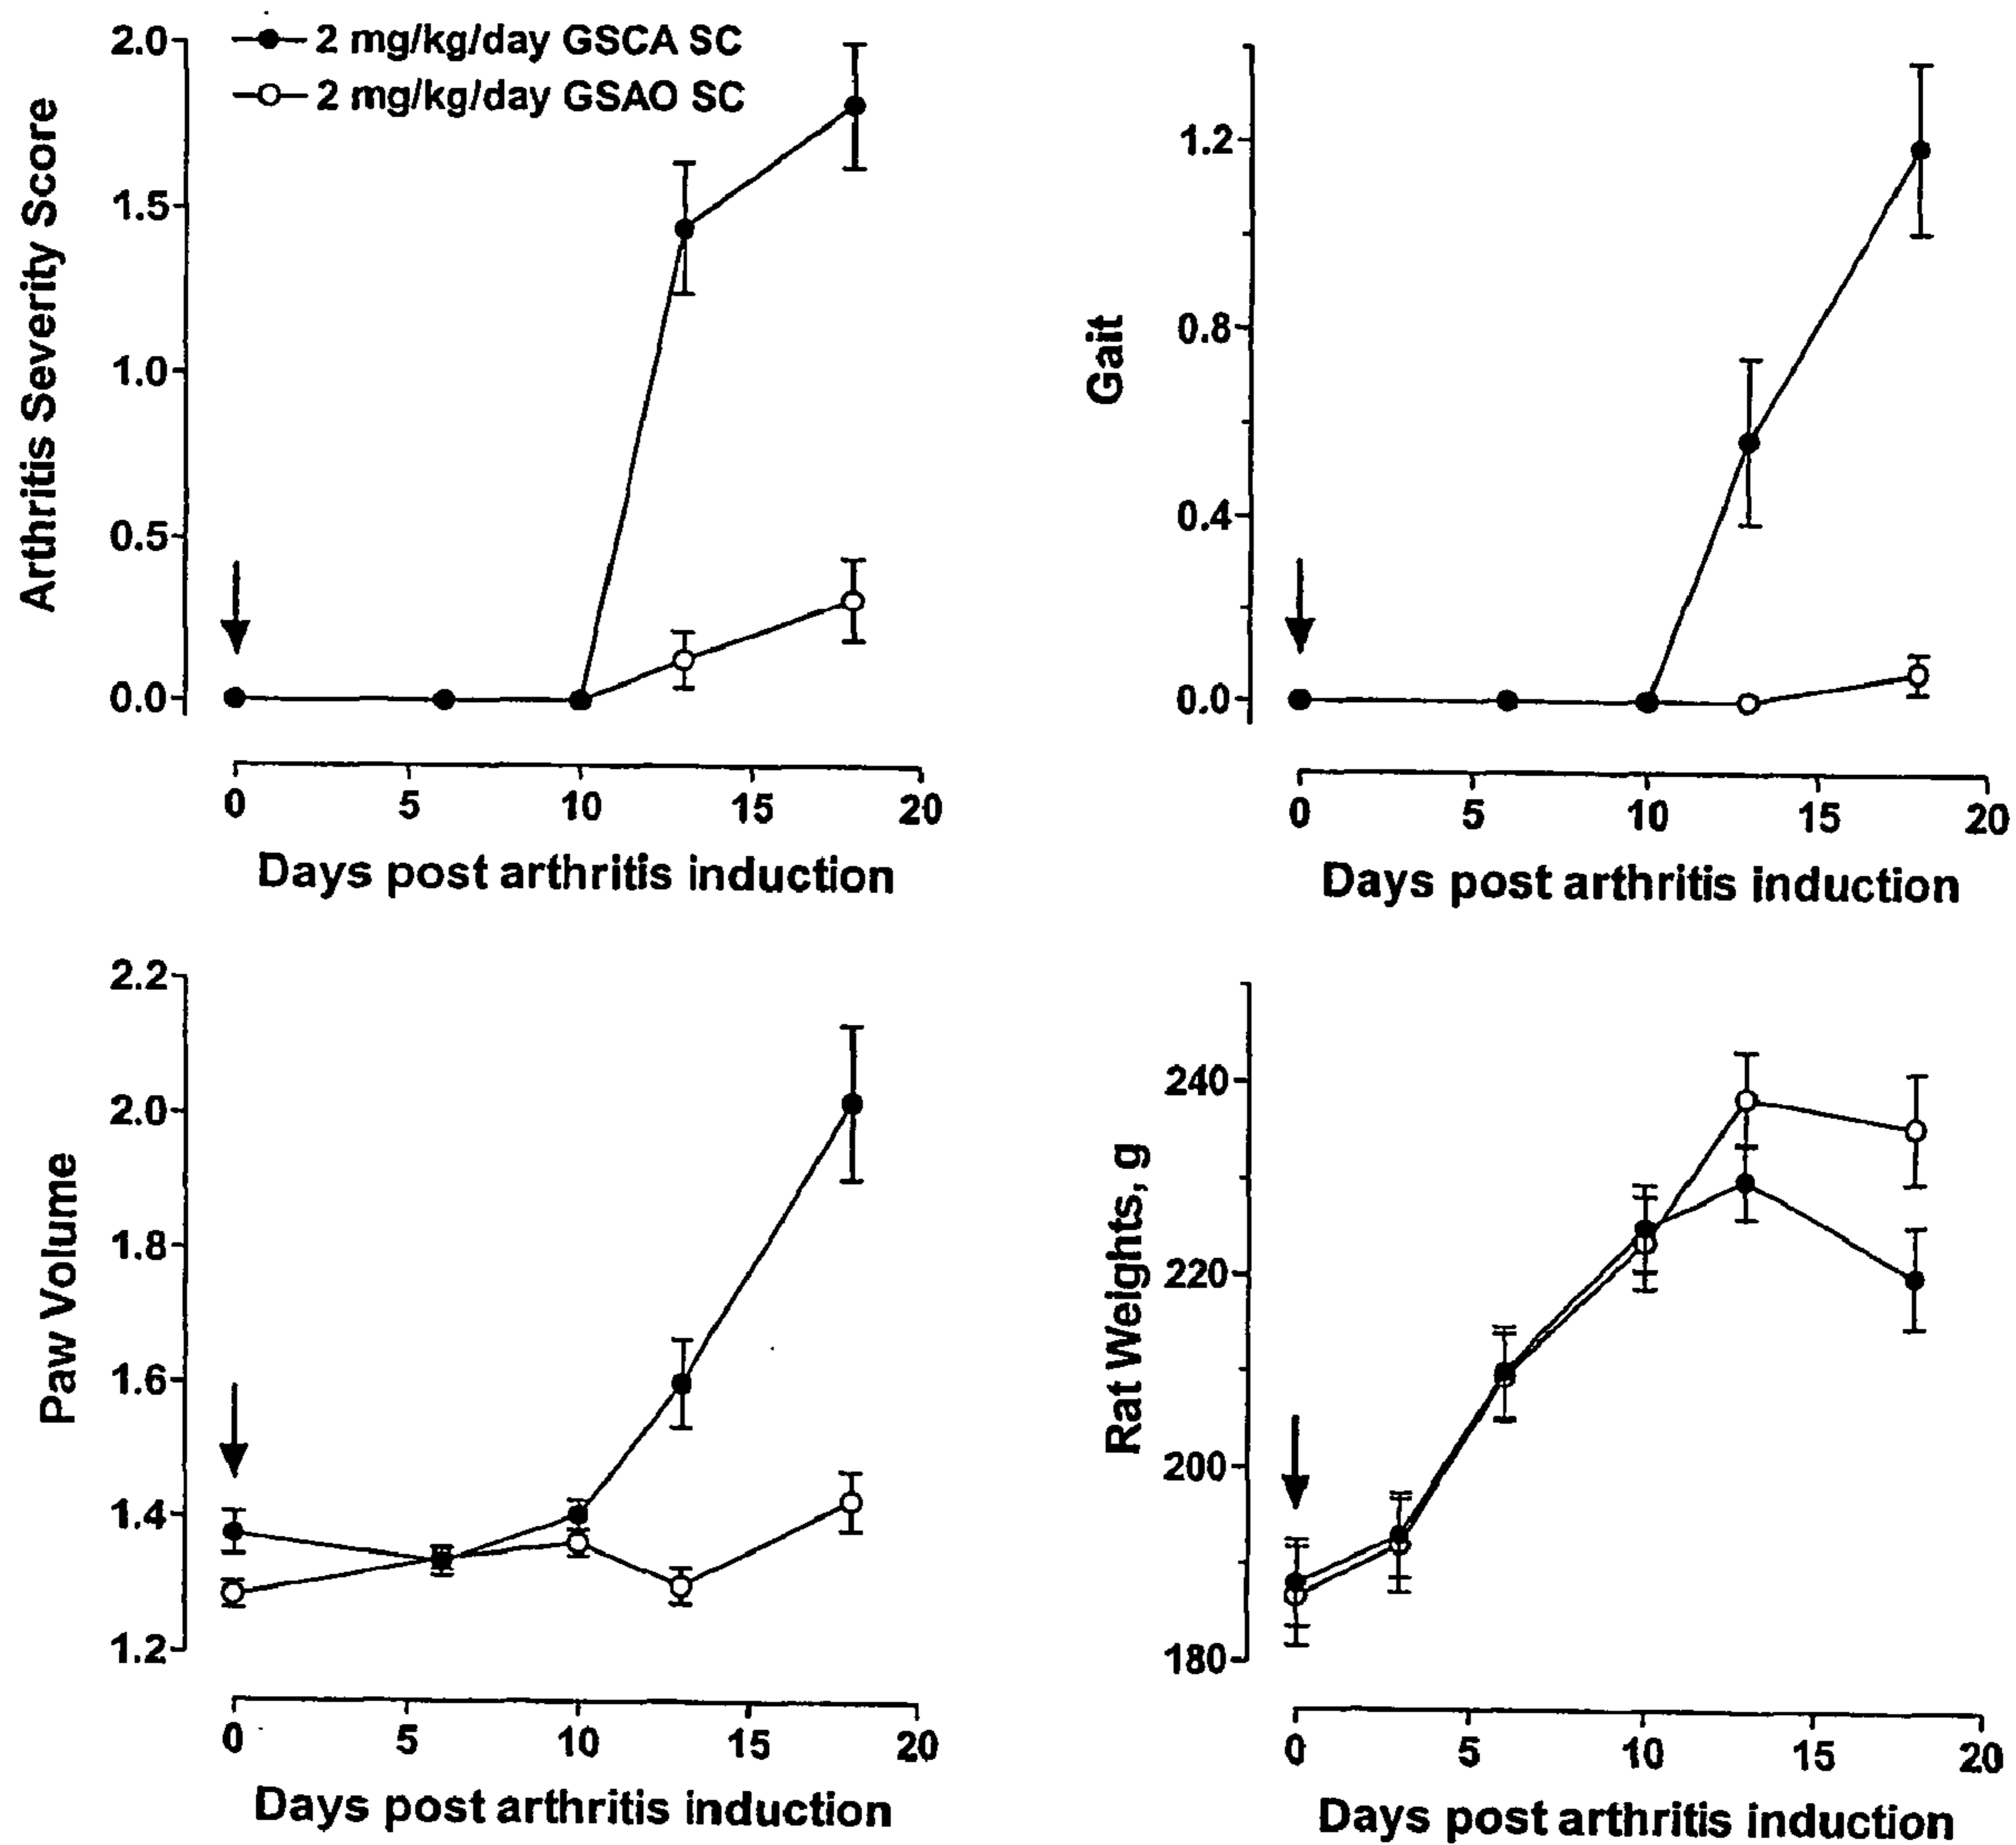 2 mg/kg/day GSCA SC
2 mg/kg/day GSAO SC
Arthritis Severity Score
2.0
1.5
1.0
0.5
0.0
0 5 10 15 20
Days post arthritis induction
Gait
1.2
0.8
0.4
0.0
0 5 10 15 20
Days post arthritis induction
Paw Volume
2.2
2.0
1.8
1.6
1.4
1.2
0 5 10 15 20
Days post arthritis induction
Rat Weights, g
240
220
200
180
0 5 10 15 20
Days post arthritis induction